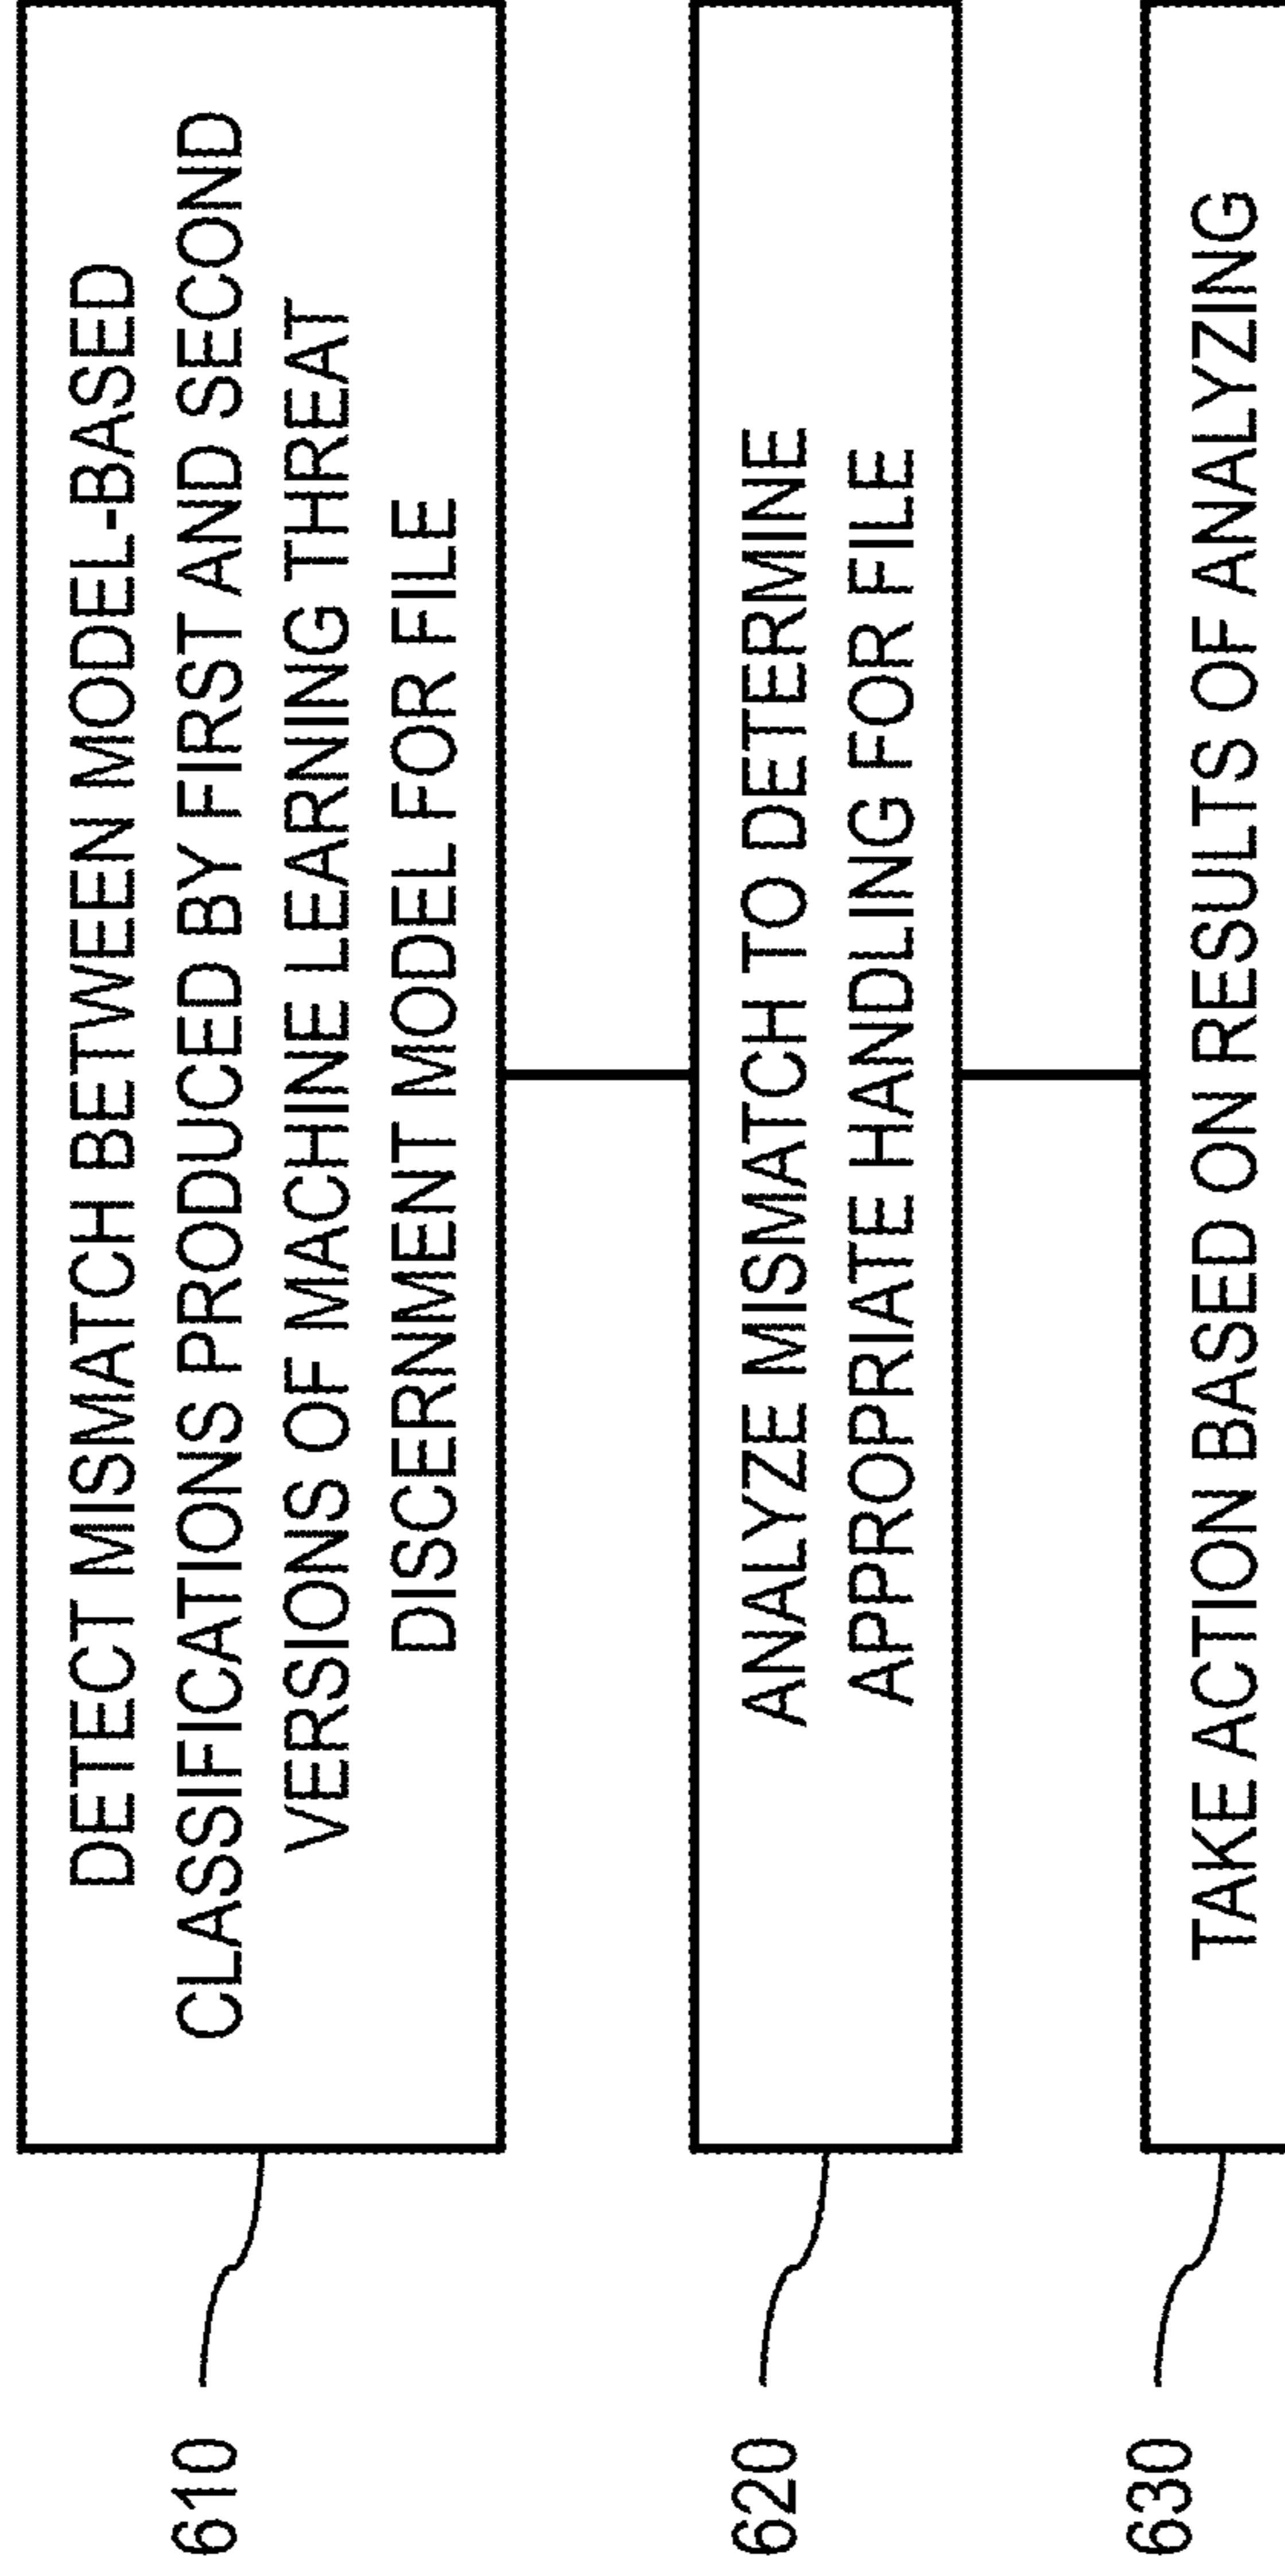 610
DETECT MISMATCH BETWEEN MODEL-BASED
CLASSIFICATIONS PRODUCED BY FIRST AND SECOND
VERSIONS OF MACHINE LEARNING THREAT
DISCERNMENT MODEL FOR FILE
620
ANALYZE MISMATCH TO DETERMINE
APPROPRIATE HANDLING FOR FILE
630
TAKE ACTION BASED ON RESULTS OF ANALYZING